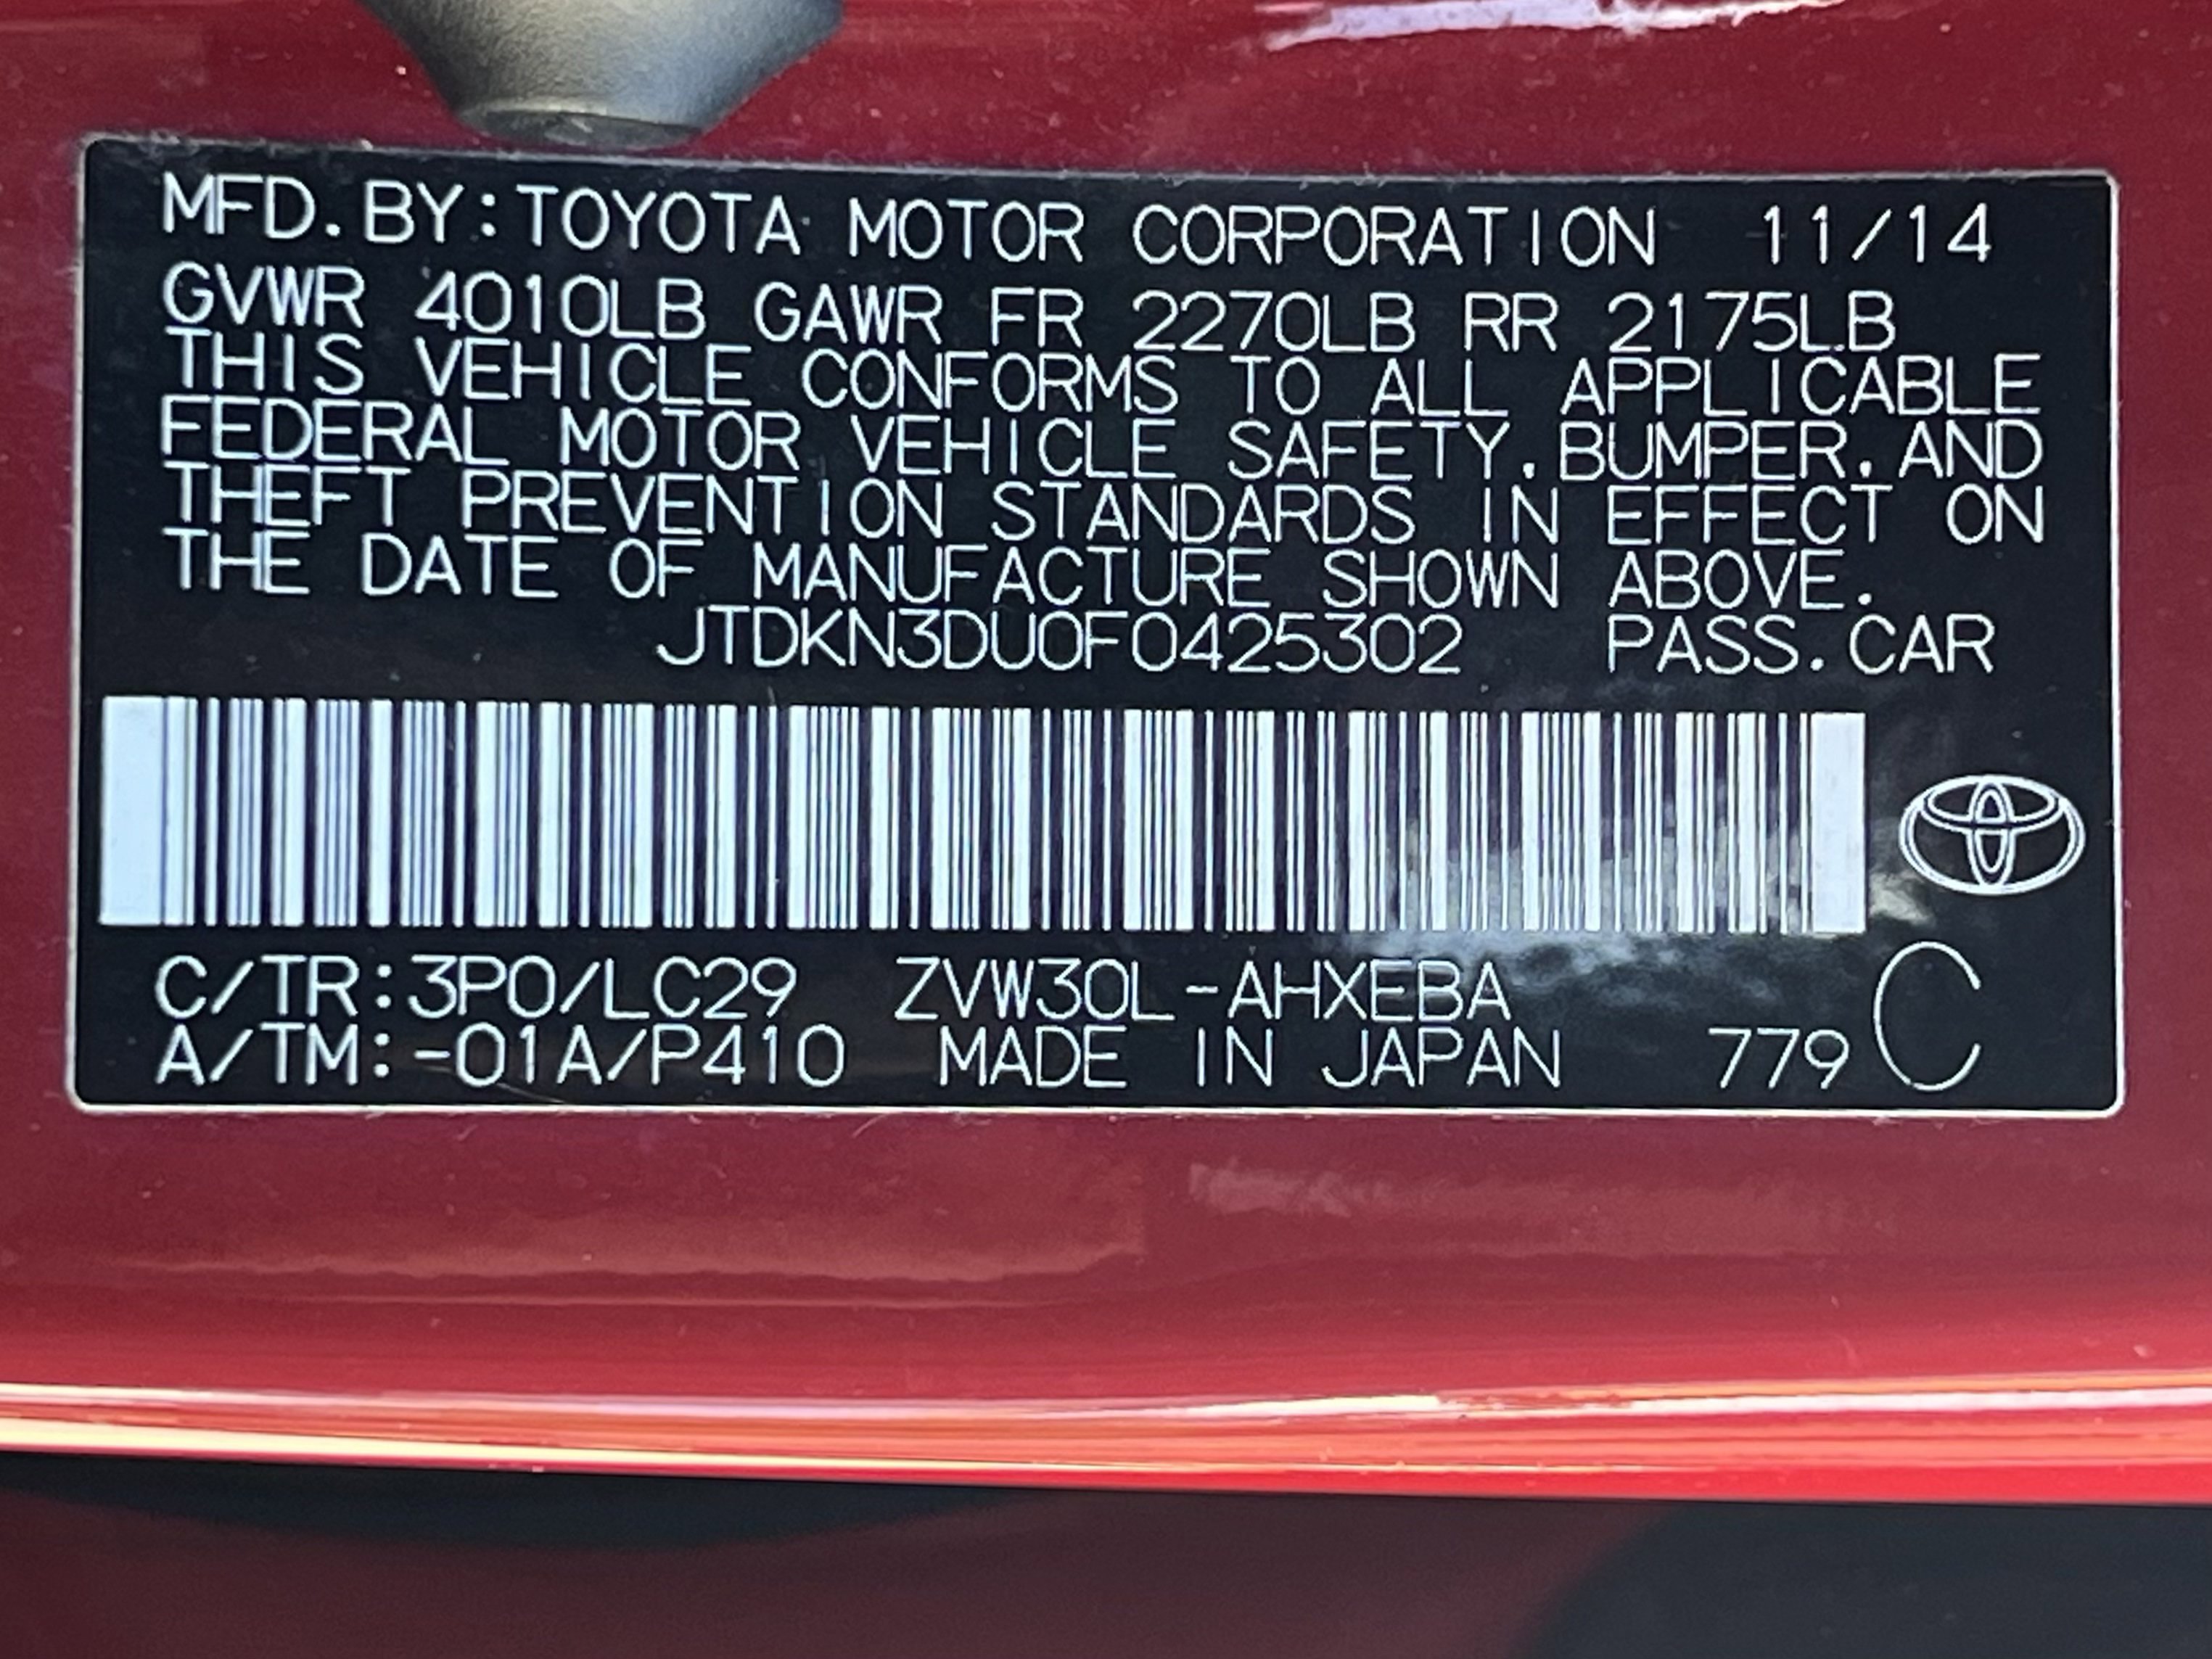 MFD.BY:TOYOTA MOTOR CORPORATION 11/14
GVWR 4010LB GAWR FR 2270LB RR 2175LB
THIS VEHICLE CONFORMS TO ALL APPLICABLE
FEDERAL MOTOR VEHICLE SAFETY.BUMPER.AND
THEFT PREVENTION STANDARDS IN EFFECT ON
THE DATE OF MANUFACTURE SHOWN ABOVE.
JTDKN3DU0F0425302 PASS.CAR
C/TR:3P0/LC29 ZVW30L-AHXEBA
A/TM:-01A/P410 MADE IN JAPAN 779 C